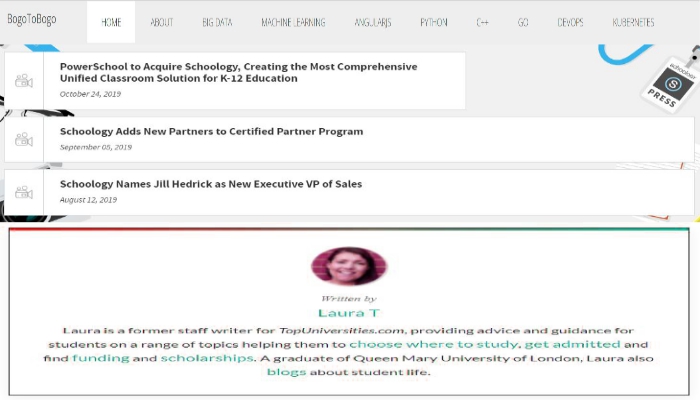 BogoToBogo
HOME ABOUT BIG DATA MACHINE LEARNING ANGULARJS PYTHON C++ GO DEVOPS KUBERNETES
PowerSchool to Acquire Schoology, Creating the Most Comprehensive
Unified Classroom Solution for K-12 Education
October 24, 2019
schoology
S
PRESS
Schoology Adds New Partners to Certified Partner Program
September 05, 2019
Schoology Names Jill Hedrick as New Executive VP of Sales
August 12, 2019
Written by
Laura T
Laura is a former staff writer for TopUniversities.com, providing advice and guidance for
students on a range of topics helping them to choose where to study, get admitted and
find funding and scholarships. A graduate of Queen Mary University of London, Laura also
blogs about student life.